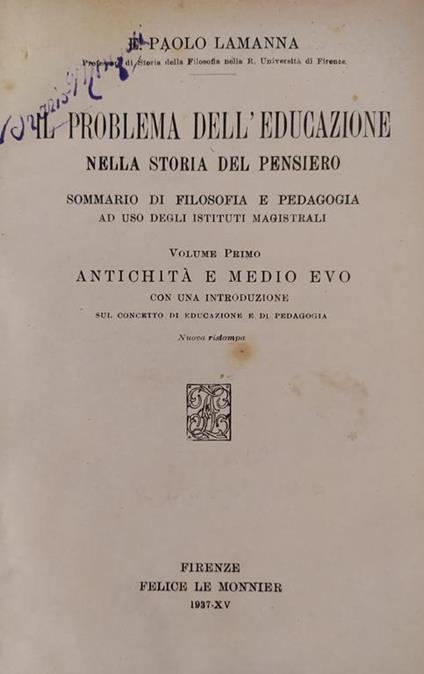 E. PAOLO LAMANNA
Professore di Storia della Filosofia nella R. Università di Firenze.
IL PROBLEMA DELL'EDUCAZIONE
NELLA STORIA DEL PENSIERO
SOMMARIO DI FILOSOFIA E PEDAGOGIA
AD USO DEGLI ISTITUTI MAGISTRALI
VOLUME PRIMO
ANTICHITÀ E MEDIO EVO
CON UNA INTRODUZIONE
SUL CONCETTO DI EDUCAZIONE E DI PEDAGOGIA
Nuova ristampa
FIRENZE
FELICE LE MONNIER
1937-XV